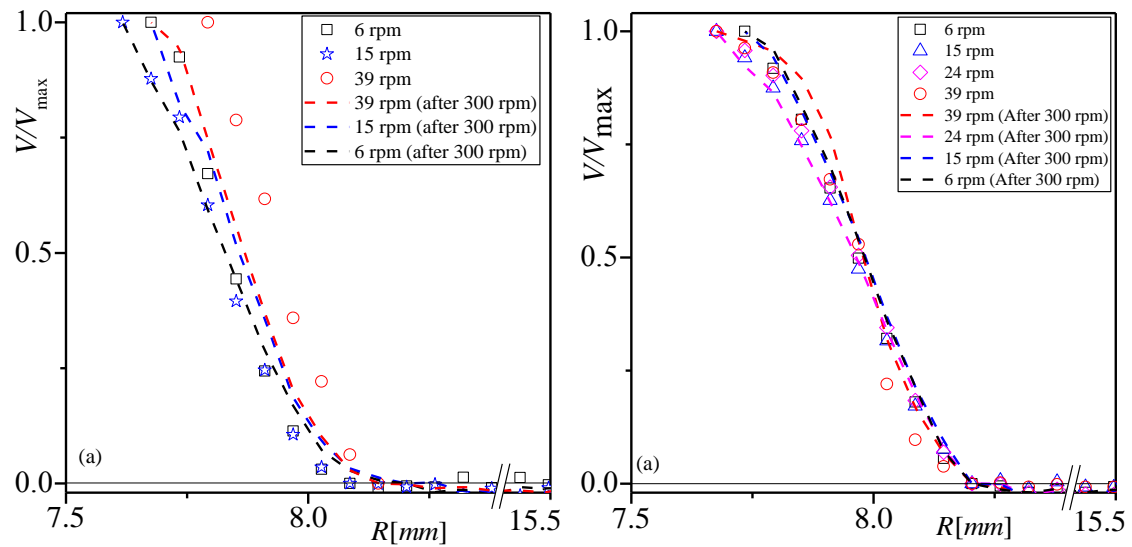 1.0
0.5
0.0
V/Vmax
6 rpm
15 rpm
39 rpm
39 rpm (after 300 rpm)
15 rpm (after 300 rpm)
6 rpm (after 300 rpm)
(a)
7.5
8.0
15.5
R[mm]
1.0
0.5
0.0
V/Vmax
6 rpm
15 rpm
24 rpm
39 rpm
39 rpm (After 300 rpm)
24 rpm (After 300 rpm)
15 rpm (After 300 rpm)
6 rpm (After 300 rpm)
(a)
7.5
8.0
15.5
R[mm]